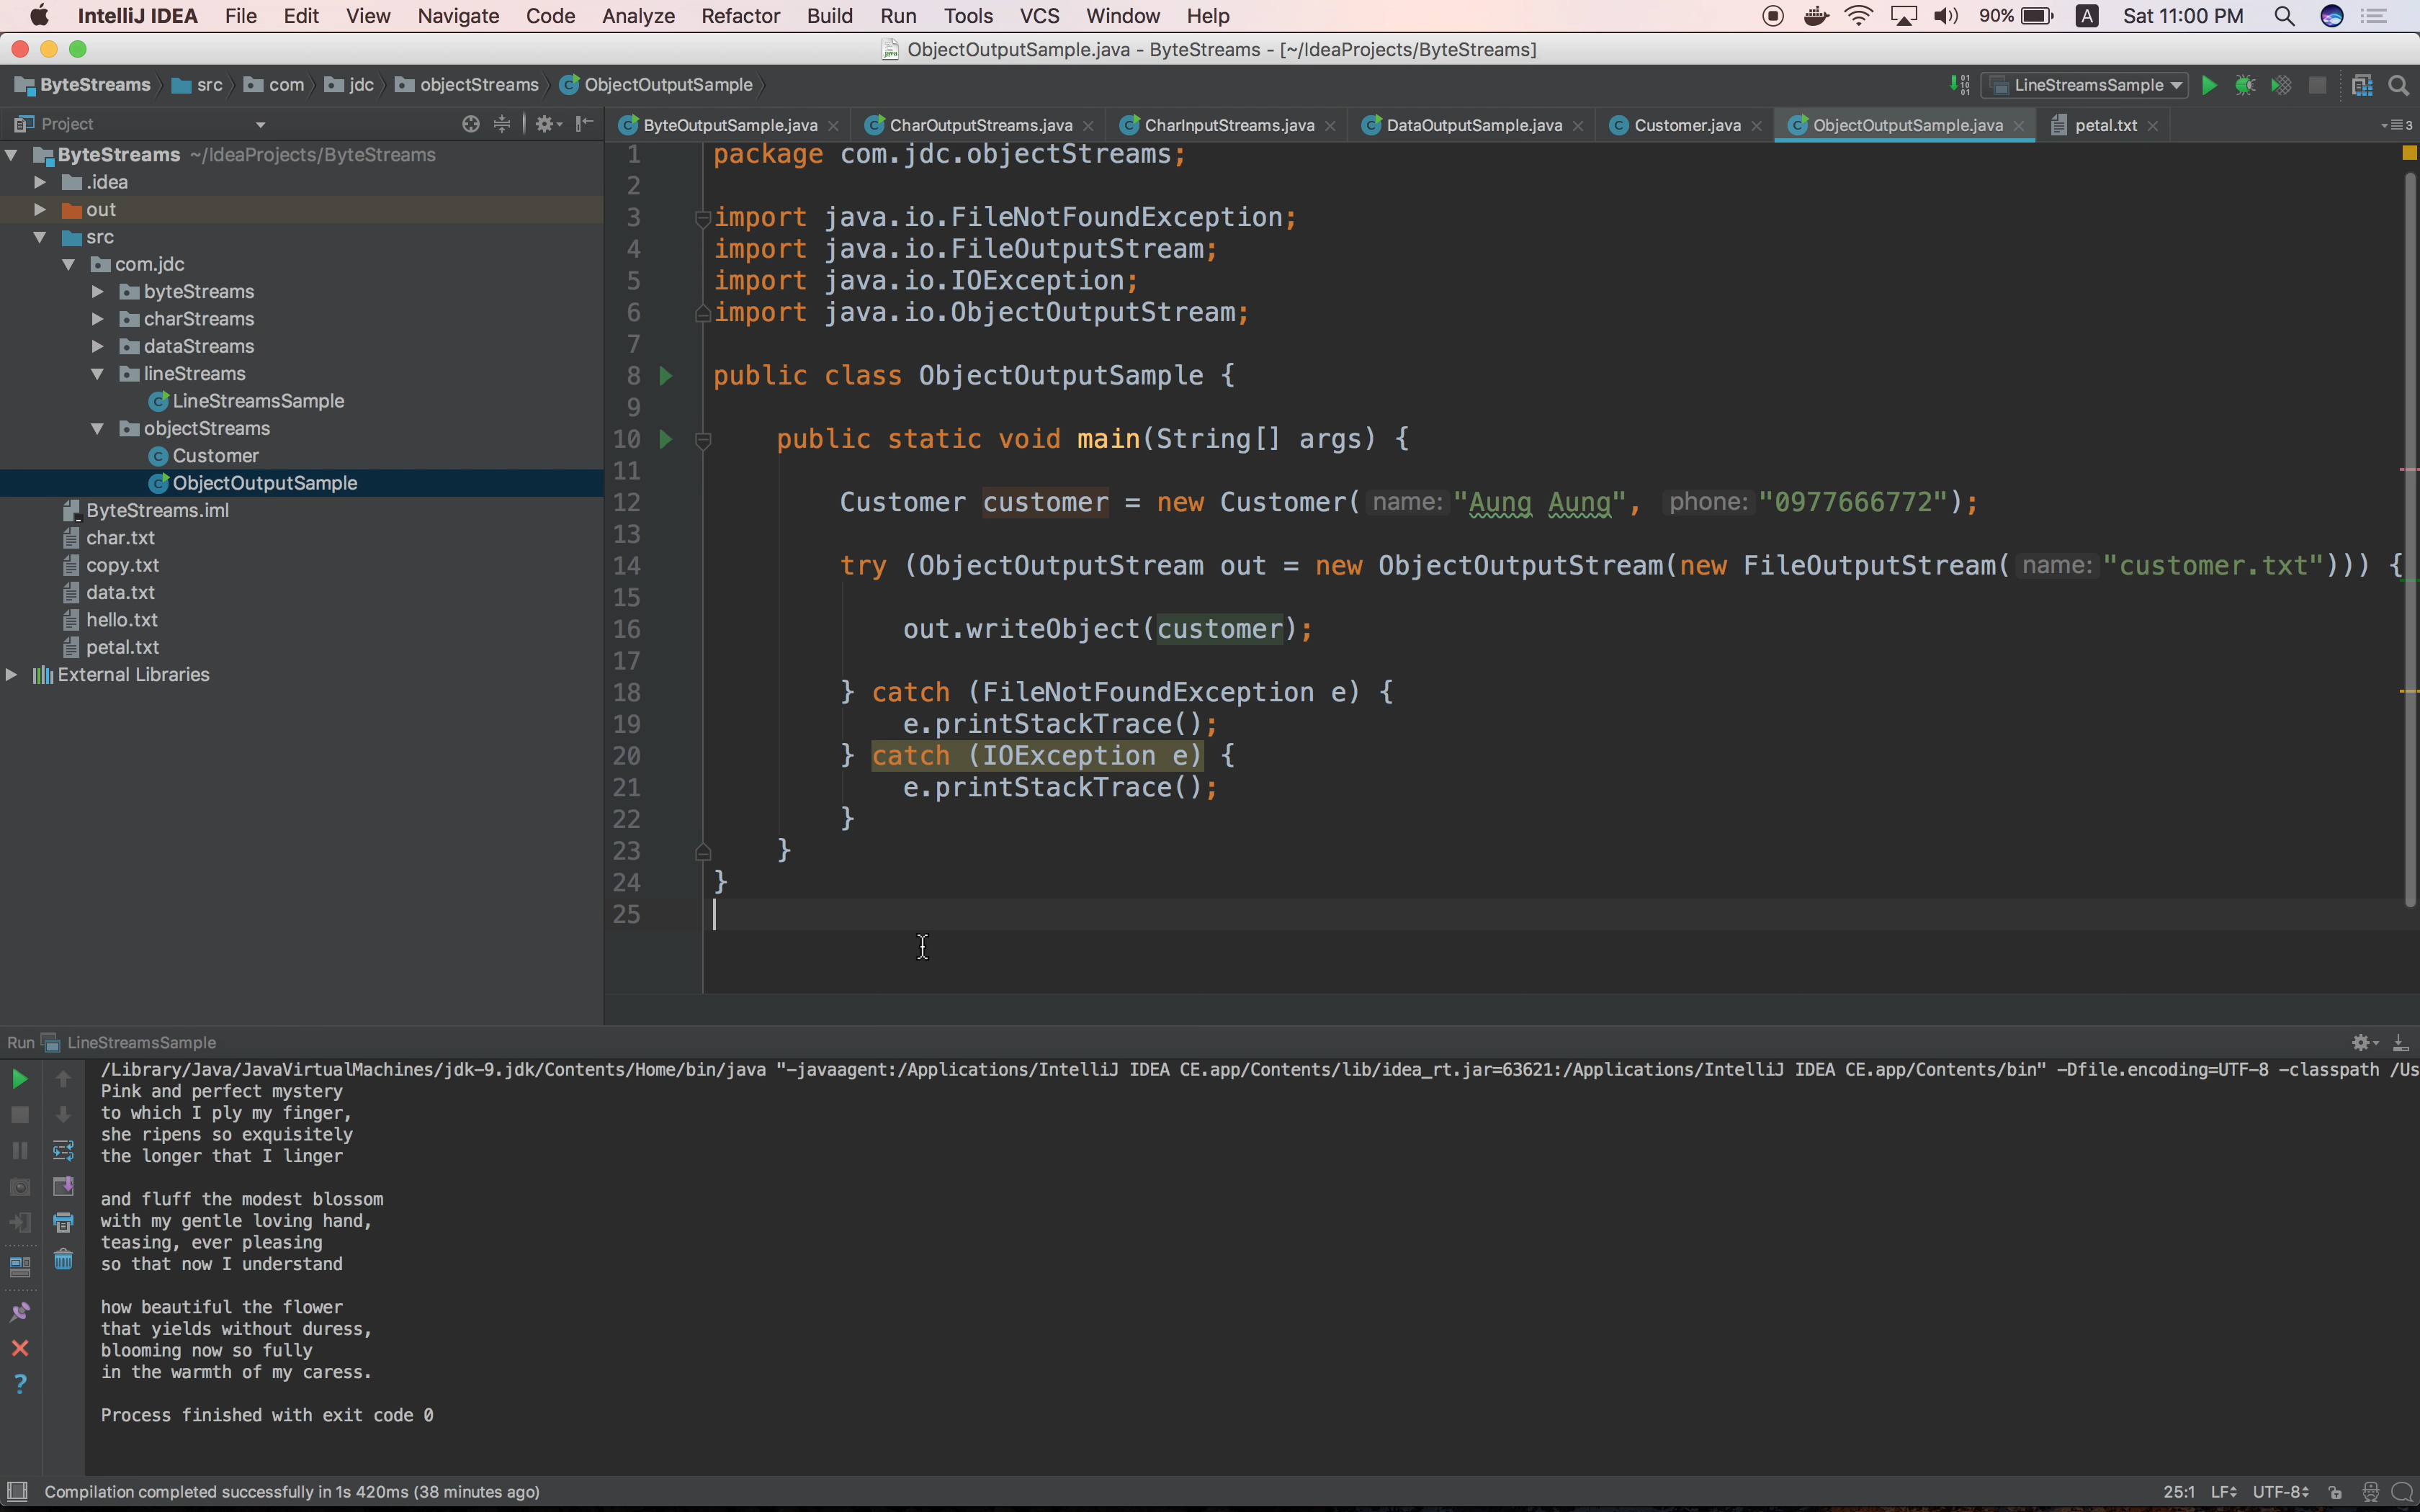 IntelliJ IDEA File Edit View Navigate Code Analyze Refactor Build Run Tools VCS Window Help 90% A Sat 11:00 PM
ObjectOutputSample.java - ByteStreams - [~/IdeaProjects/ByteStreams]
ByteStreams src com jdc objectStreams ObjectOutputSample LineStreamsSample
Project
ByteOutputSample.java CharOutputStreams.java CharInputStreams.java DataOutputSample.java Customer.java ObjectOutputSample.java petal.txt 3
ByteStreams ~/IdeaProjects/ByteStreams
.idea
out
src
com.jdc
byteStreams
charStreams
dataStreams
lineStreams
LineStreamsSample
objectStreams
Customer
ObjectOutputSample
ByteStreams.iml
char.txt
copy.txt
data.txt
hello.txt
petal.txt
External Libraries
1 package com.jdc.objectStreams;
2
3 import java.io.FileNotFoundException;
4 import java.io.FileOutputStream;
5 import java.io.IOException;
6 import java.io.ObjectOutputStream;
7
8 public class ObjectOutputSample {
9
10 public static void main(String[] args) {
11
12 Customer customer = new Customer( name: "Aung Aung", phone: "0977666772");
13
14 try (ObjectOutputStream out = new ObjectOutputStream(new FileOutputStream( name: "customer.txt"))) {
15
16 out.writeObject(customer);
17
18 } catch (FileNotFoundException e) {
19 e.printStackTrace();
20 } catch (IOException e) {
21 e.printStackTrace();
22 }
23 }
24 }
25
Run LineStreamsSample
/Library/Java/JavaVirtualMachines/jdk-9.jdk/Contents/Home/bin/java "-javaagent:/Applications/IntelliJ IDEA CE.app/Contents/lib/idea_rt.jar=63621:/Applications/IntelliJ IDEA CE.app/Contents/bin" -Dfile.encoding=UTF-8 -classpath /Us
Pink and perfect mystery
to which I ply my finger,
she ripens so exquisitely
the longer that I linger
and fluff the modest blossom
with my gentle loving hand,
teasing, ever pleasing
so that now I understand
how beautiful the flower
that yields without duress,
blooming now so fully
in the warmth of my caress.
Process finished with exit code 0
Compilation completed successfully in 1s 420ms (38 minutes ago) 25:1 LF UTF-8